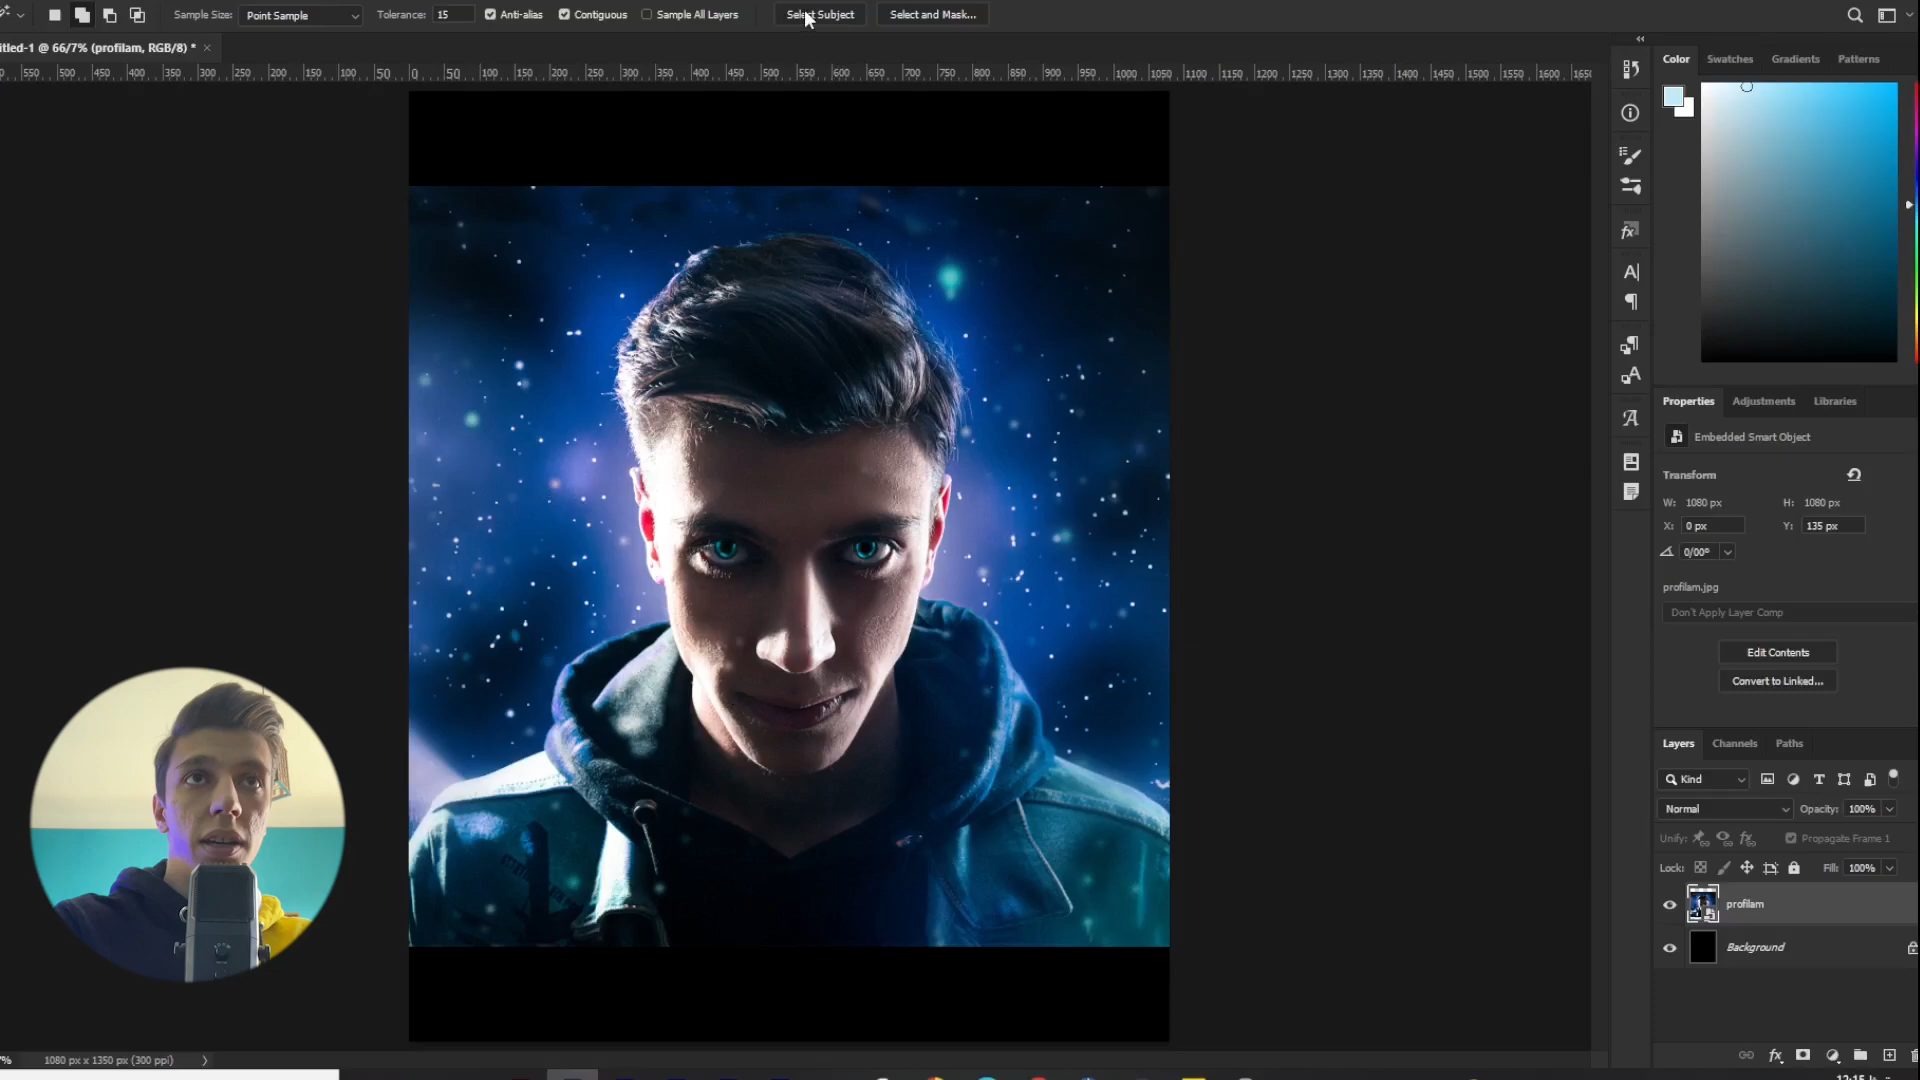 Sample Size: Point Sample Tolerance: 15 Anti-alias Contiguous Sample All Layers Select Subject Select and Mask...
itled-1 @ 66/7% (profilam, RGB/8) *
550 500 450 400 350 300 250 200 150 100 50 0 50 100 150 200 250 300 350 400 450 500 550 600 650 700 750 800 850 900 950 1000 1050 1100 1150 1200 1250 1300 1350 1400 1450 1500 1550 1600 1650
Color Swatches Gradients Patterns
Properties Adjustments Libraries
Embedded Smart Object
Transform
W: 1080 px H: 1080 px
X: 0 px Y: 135 px
0/00°
profilam.jpg
Don't Apply Layer Comp
Edit Contents
Convert to Linked...
Layers Channels Paths
Kind
Normal Opacity: 100%
Unify: Propagate Frame 1
Lock: Fill: 100%
profilam
Background
7% 1080 px x 1350 px (300 ppi)